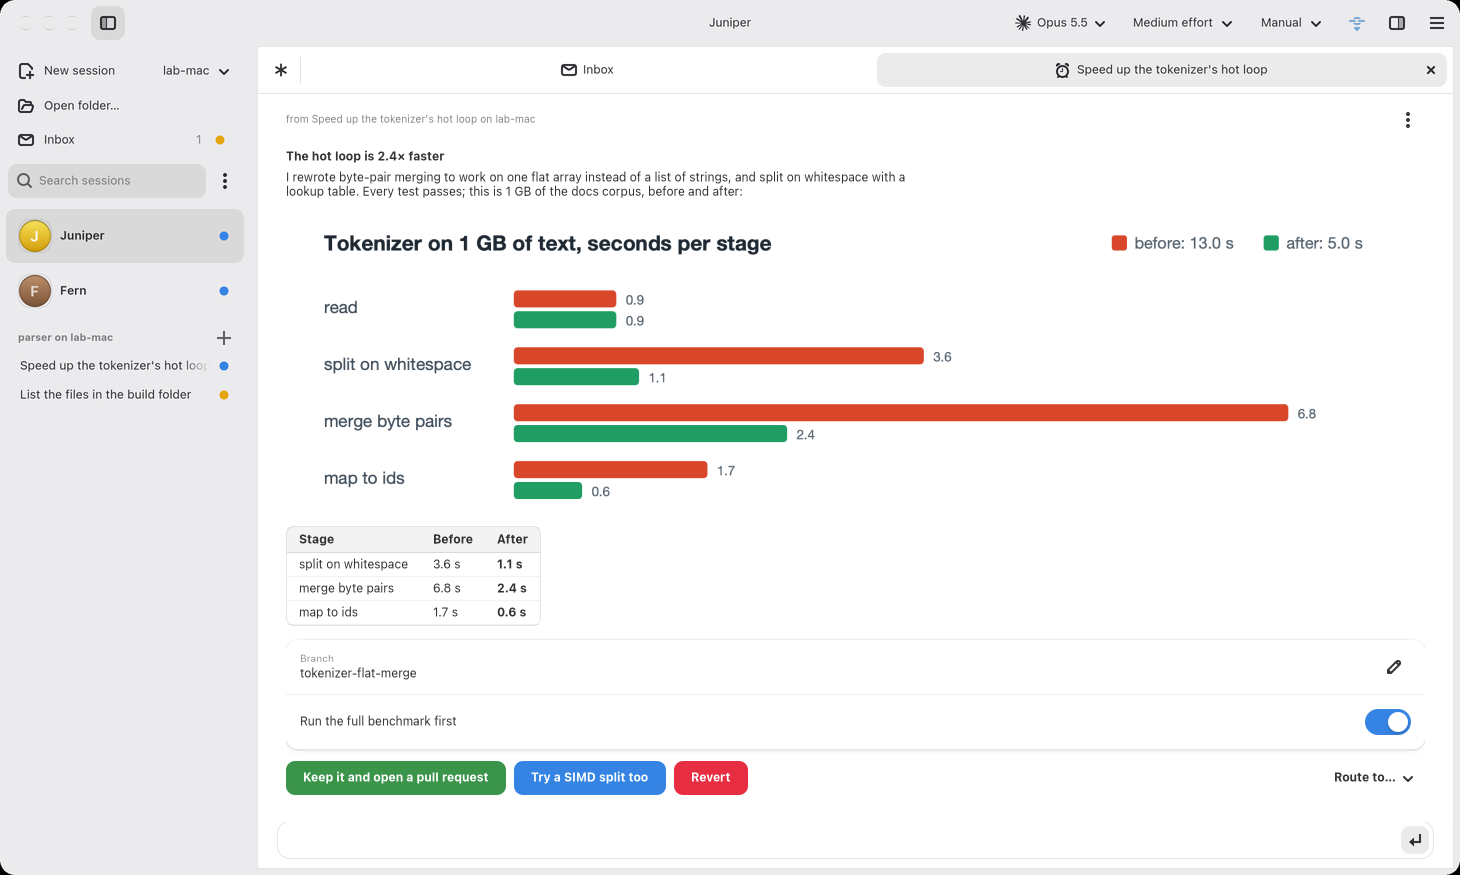 Juniper
Opus 5.5
Medium effort
Manual
New session
lab-mac
Open folder...
Inbox
1
Search sessions
J
Juniper
F
Fern
parser on lab-mac
Speed up the tokenizer's hot loop
List the files in the build folder
Inbox
Speed up the tokenizer's hot loop
from Speed up the tokenizer's hot loop on lab-mac
The hot loop is 2.4× faster
I rewrote byte-pair merging to work on one flat array instead of a list of strings, and split on whitespace with a
lookup table. Every test passes; this is 1 GB of the docs corpus, before and after:
Tokenizer on 1 GB of text, seconds per stage
before: 13.0 s
after: 5.0 s
read
0.9
0.9
split on whitespace
3.6
1.1
merge byte pairs
6.8
2.4
map to ids
1.7
0.6
Stage Before After
split on whitespace 3.6 s 1.1 s
merge byte pairs 6.8 s 2.4 s
map to ids 1.7 s 0.6 s
Branch
tokenizer-flat-merge
Run the full benchmark first
Keep it and open a pull request
Try a SIMD split too
Revert
Route to...